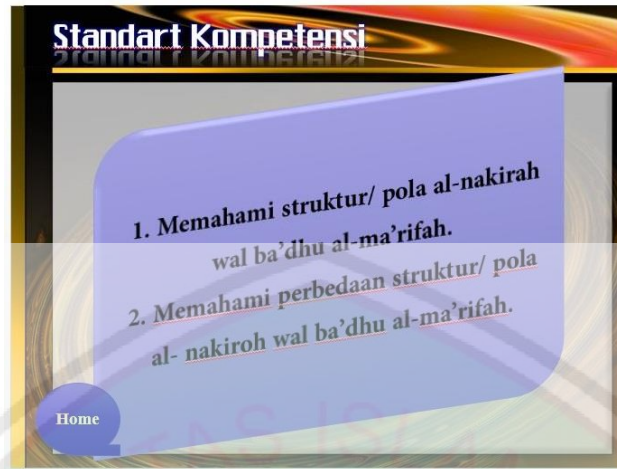 Standart Kompetensi
1. Memahami struktur/ pola al-nakirah
wal ba'dhu al-ma'rifah.
2. Memahami perbedaan struktur/ pola
al- nakiroh wal ba'dhu al-ma'rifah.
Home